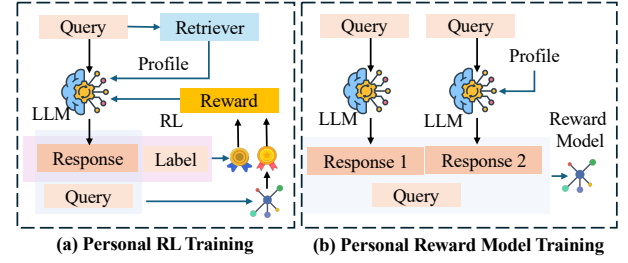 Query
Retriever
Profile
LLM
RL
Reward
Response
Label
Query
(a) Personal RL Training
Query
Query
Profile
LLM
LLM
Reward
Model
Response 1
Response 2
Query
(b) Personal Reward Model Training